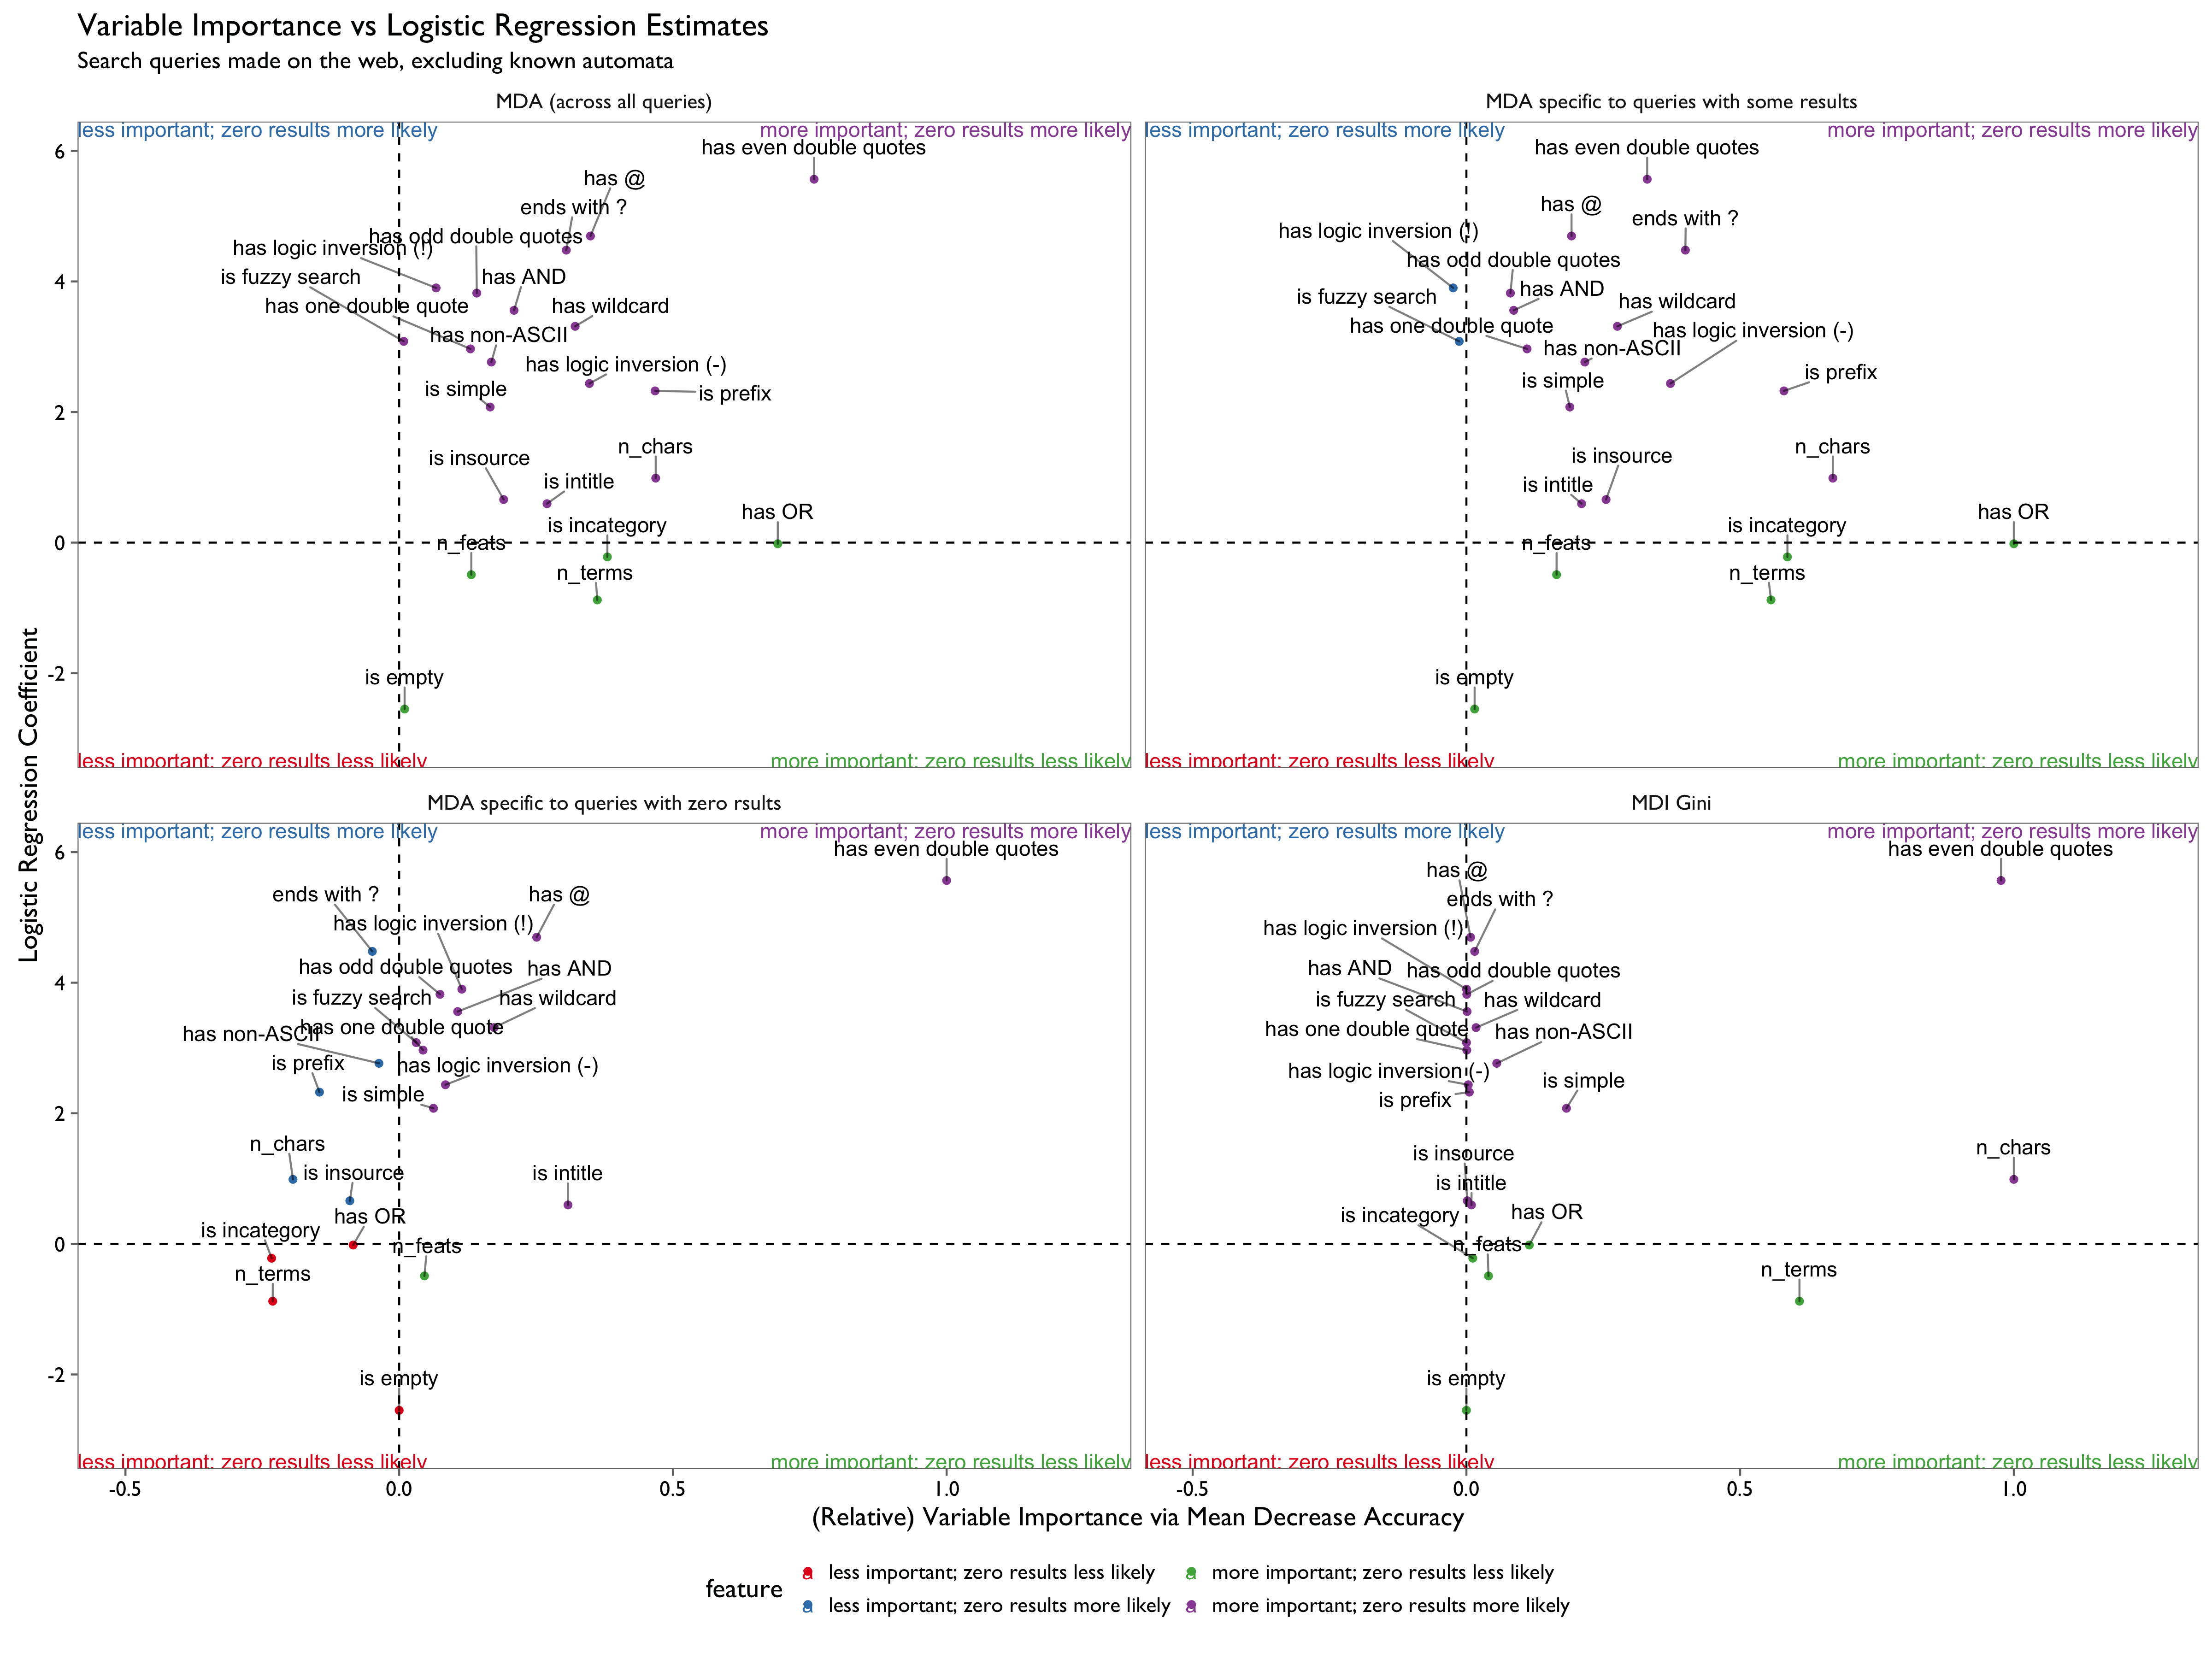 Variable Importance vs Logistic Regression Estimates
Search queries made on the web, excluding known automata
MDA (across all queries)
less important; zero results more likely
more important; zero results more likely
has even double quotes
has @
ends with ?
has odd double quotes
has logic inversion (!)
is fuzzy search
has AND
has one double quote
has wildcard
has non-ASCII
has logic inversion (-)
is simple
is prefix
n_chars
is insource
is intitle
has OR
is incategory
n_feats
n_terms
is empty
less important; zero results less likely
more important; zero results less likely
6
4
2
0
-2
MDA specific to queries with some results
less important; zero results more likely
more important; zero results more likely
has even double quotes
has @
ends with ?
has logic inversion (!)
has odd double quotes
has AND
is fuzzy search
has wildcard
has one double quote
has logic inversion (-)
has non-ASCII
is simple
is prefix
n_chars
is insource
is intitle
has OR
is incategory
n_feats
n_terms
is empty
less important; zero results less likely
more important; zero results less likely
Logistic Regression Coefficient
MDA specific to queries with zero rsults
less important; zero results more likely
more important; zero results more likely
has even double quotes
ends with ?
has @
has logic inversion (!)
has odd double quotes
has AND
is fuzzy search
has wildcard
has one double quote
has non-ASCII
is prefix
has logic inversion (-)
is simple
n_chars
is insource
is intitle
has OR
is incategory
n_feats
n_terms
is empty
less important; zero results less likely
more important; zero results less likely
6
4
2
0
-2
-0.5
0.0
0.5
1.0
MDI Gini
less important; zero results more likely
more important; zero results more likely
has even double quotes
has @
ends with ?
has logic inversion (!)
has AND
has odd double quotes
is fuzzy search
has wildcard
has one double quote
has non-ASCII
has logic inversion (-)
is simple
is prefix
n_chars
is insource
is intitle
is incategory
has OR
n_feats
n_terms
is empty
less important; zero results less likely
more important; zero results less likely
-0.5
0.0
0.5
1.0
(Relative) Variable Importance via Mean Decrease Accuracy
feature
a less important; zero results less likely
a more important; zero results less likely
a less important; zero results more likely
a more important; zero results more likely